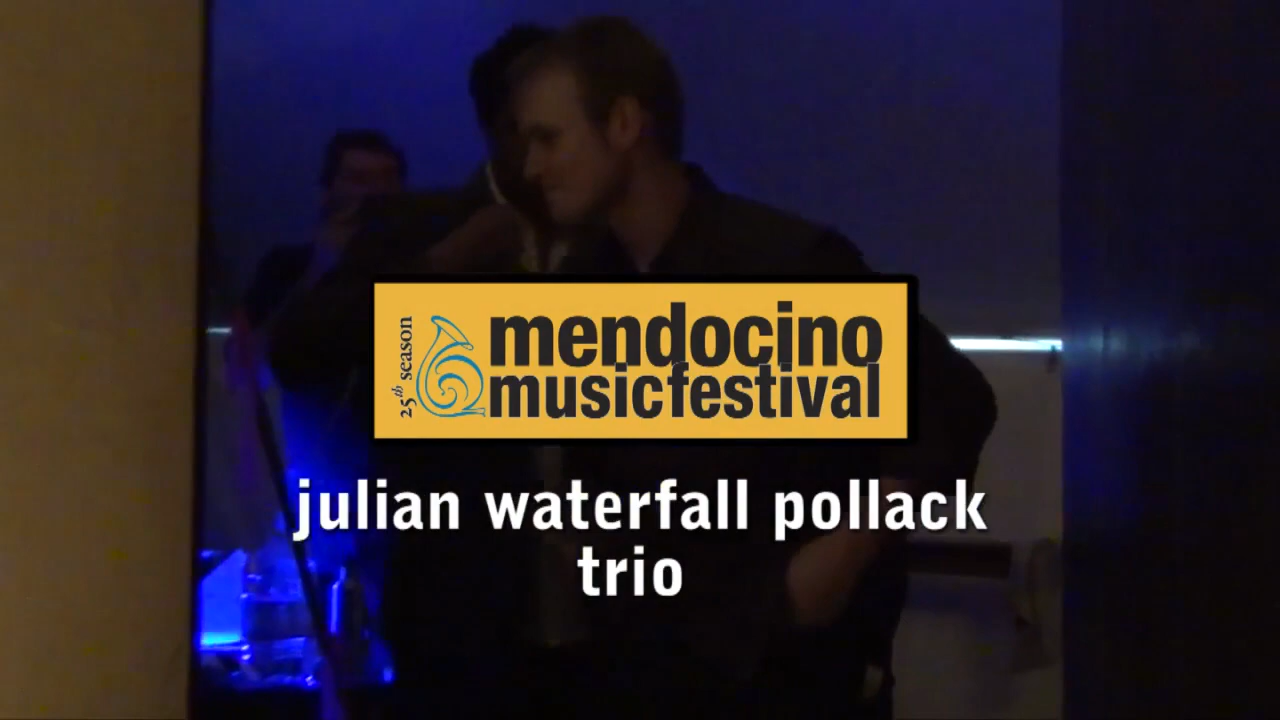 25th season
mendocino
musicfestival
julian waterfall pollack
trio